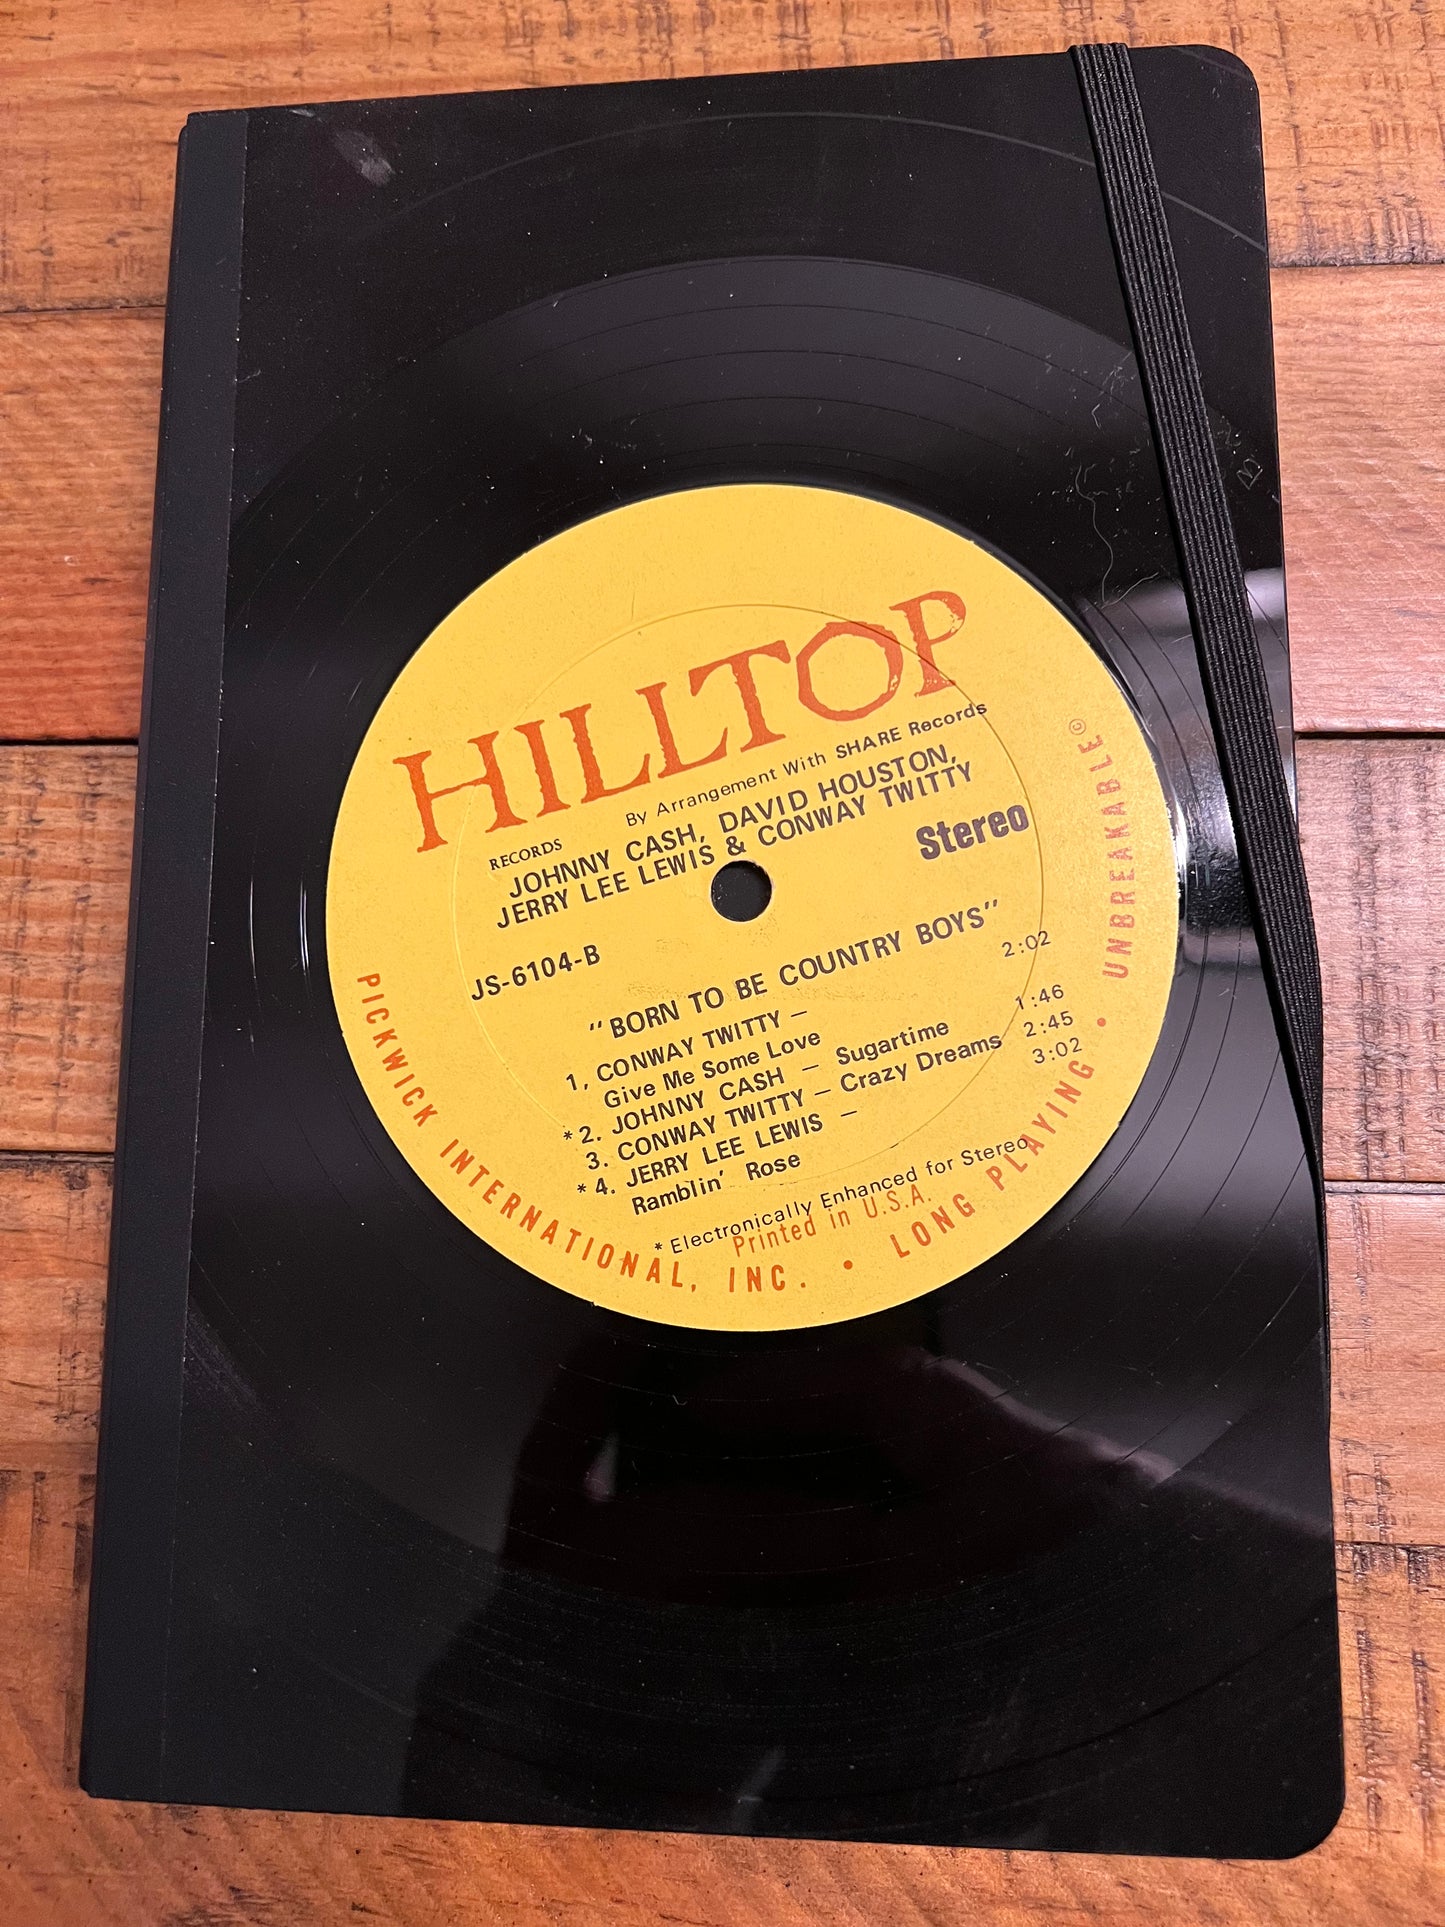 HILLTOP
RECORDS
By Arrangement With SHARE Records
JOHNNY CASH, DAVID HOUSTON,
JERRY LEE LEWIS & CONWAY TWITTY
Stereo
JS-6104-B
"BORN TO BE COUNTRY BOYS"
1, CONWAY TWITTY – 2:02
Give Me Some Love
*2. JOHNNY CASH – Sugartime 1:46
3. CONWAY TWITTY – Crazy Dreams 2:45
*4. JERRY LEE LEWIS – 3:02
Ramblin' Rose
*Electronically Enhanced for Stereo
Printed in U.S.A.
PICKWICK INTERNATIONAL, INC. • LONG PLAYING • UNBREAKABLE©